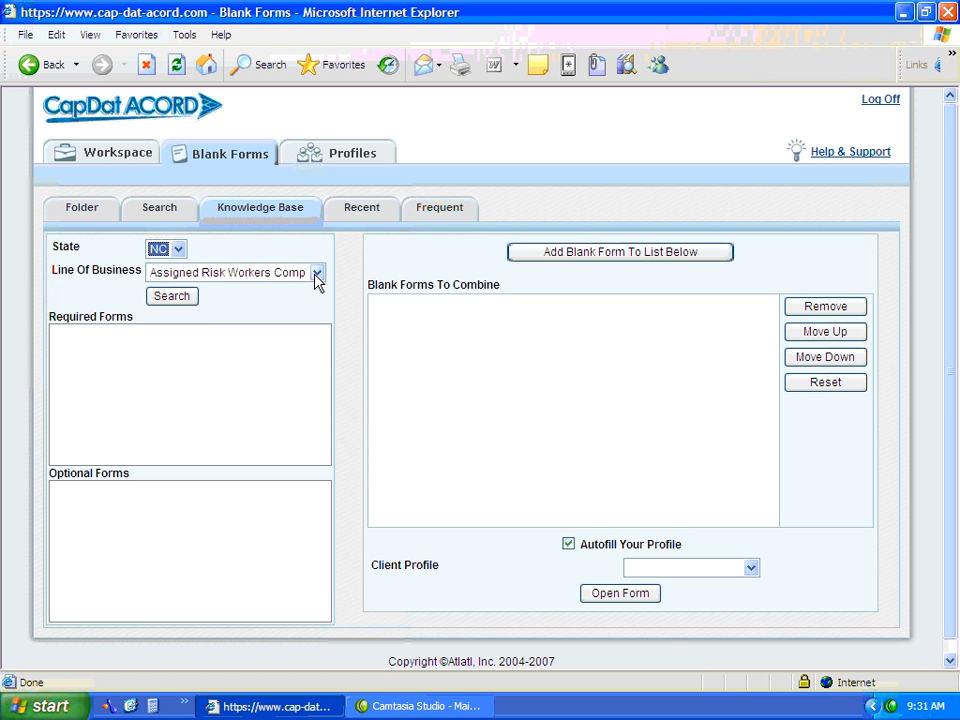 https://www.cap-dat-acord.com - Blank Forms - Microsoft Internet Explorer
File Edit View Favorites Tools Help
Back Search Favorites Links
CapDat ACORD
Log Off
Workspace Blank Forms Profiles
Help & Support
Folder Search Knowledge Base Recent Frequent
State NC
Line Of Business Assigned Risk Workers Comp
Search
Required Forms
Optional Forms
Add Blank Form To List Below
Blank Forms To Combine
Remove
Move Up
Move Down
Reset
Autofill Your Profile
Client Profile
Open Form
Copyright ©Atlatl, Inc. 2004-2007
Done Internet
start https://www.cap-dat... Camtasia Studio - Mai... 9:31 AM